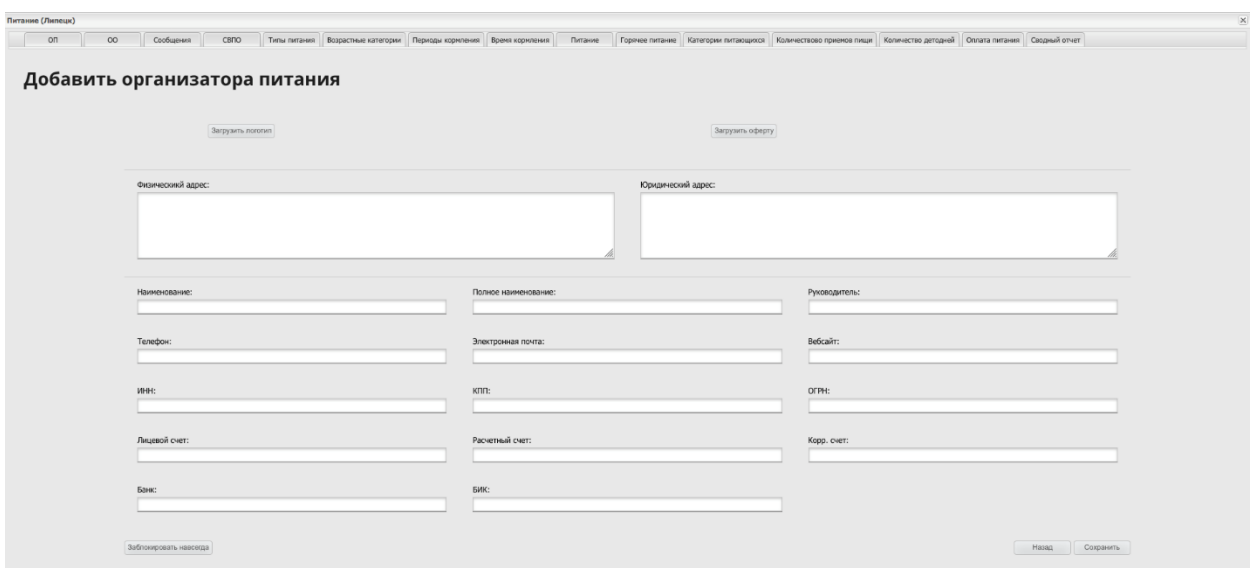 Питание (Липецк)
ОП ОО Сообщения СВПО Типы питания Возрастные категории Периоды кормления Время кормления Питание Горячее питание Категории питающихся Количествово приемов пищи Количество детодней Оплата питания Сводный отчет
Добавить организатора питания
Загрузить логотип Загрузить оферту
Физический адрес: Юридический адрес:
Наименование: Полное наименование: Руководитель:
Телефон: Электронная почта: Вебсайт:
ИНН: КПП: ОГРН:
Лицевой счет: Расчетный счет: Корр. счет:
Банк: БИК:
Заблокировать навсегда Назад Сохранить